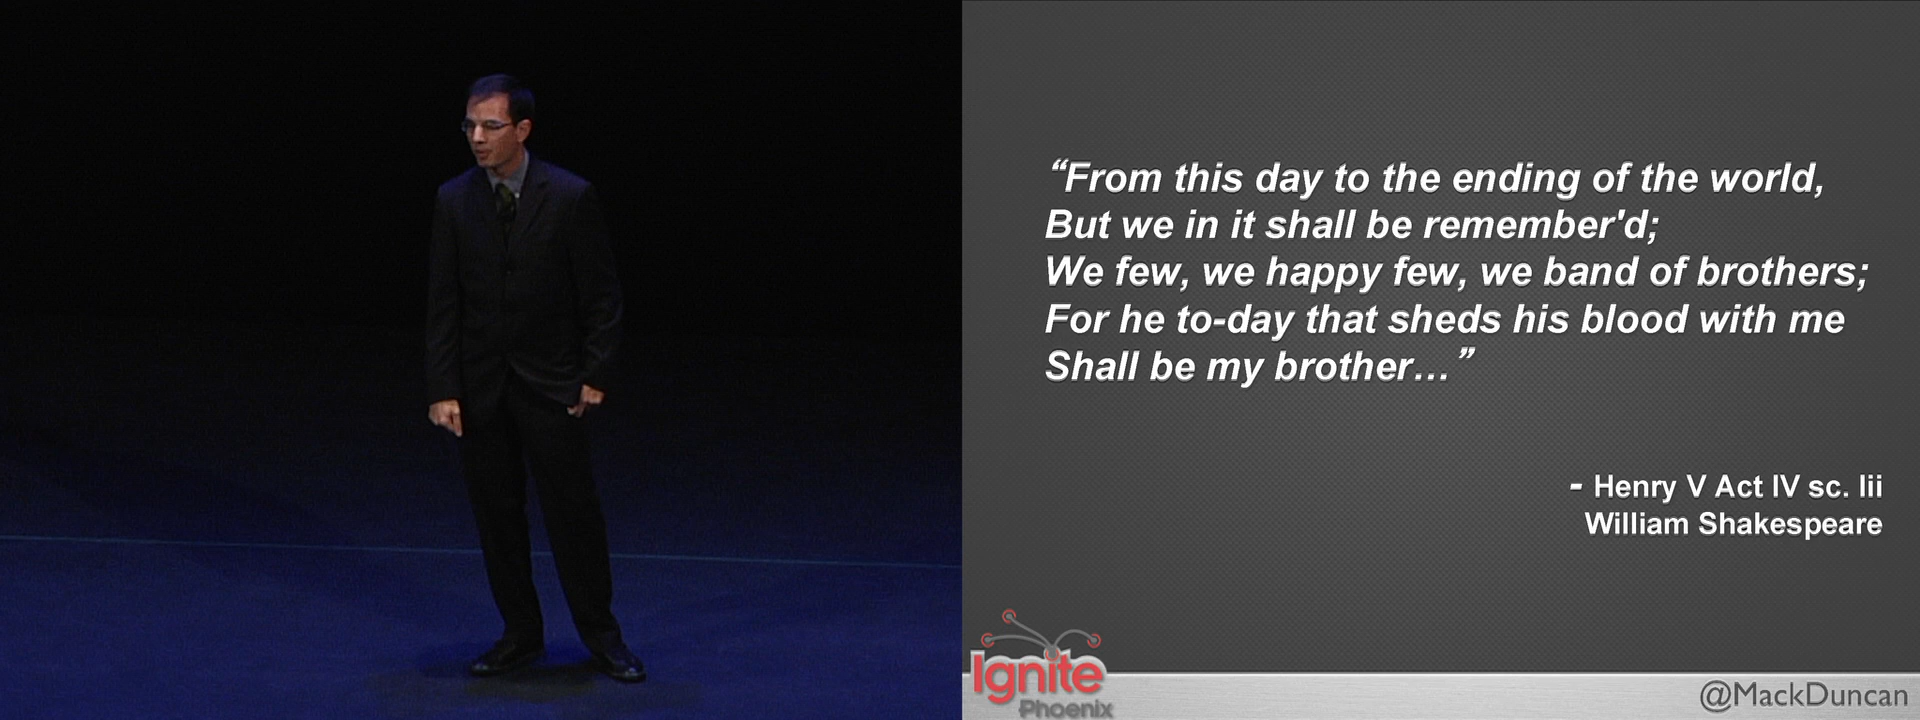 “From this day to the ending of the world,
But we in it shall be remember'd;
We few, we happy few, we band of brothers;
For he to-day that sheds his blood with me
Shall be my brother…”
- Henry V Act IV sc. Iii
William Shakespeare
Ignite
Phoenix
@MackDuncan